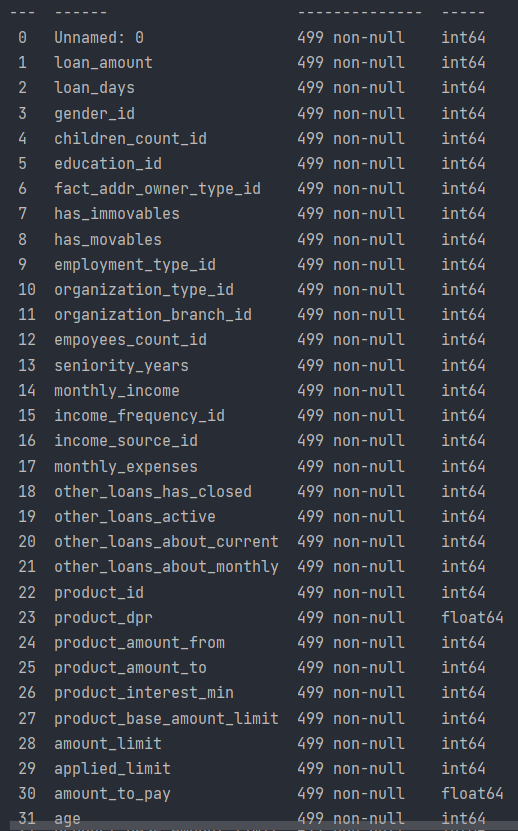 ---  ------                     --------------  -----
0   Unnamed: 0                 499 non-null    int64
1   loan_amount                499 non-null    int64
2   loan_days                  499 non-null    int64
3   gender_id                  499 non-null    int64
4   children_count_id          499 non-null    int64
5   education_id               499 non-null    int64
6   fact_addr_owner_type_id    499 non-null    int64
7   has_immovables             499 non-null    int64
8   has_movables               499 non-null    int64
9   employment_type_id         499 non-null    int64
10  organization_type_id       499 non-null    int64
11  organization_branch_id     499 non-null    int64
12  empoyees_count_id          499 non-null    int64
13  seniority_years            499 non-null    int64
14  monthly_income             499 non-null    int64
15  income_frequency_id        499 non-null    int64
16  income_source_id           499 non-null    int64
17  monthly_expenses           499 non-null    int64
18  other_loans_has_closed     499 non-null    int64
19  other_loans_active         499 non-null    int64
20  other_loans_about_current  499 non-null    int64
21  other_loans_about_monthly  499 non-null    int64
22  product_id                 499 non-null    int64
23  product_dpr                499 non-null    float64
24  product_amount_from        499 non-null    int64
25  product_amount_to          499 non-null    int64
26  product_interest_min       499 non-null    int64
27  product_base_amount_limit  499 non-null    int64
28  amount_limit               499 non-null    int64
29  applied_limit              499 non-null    int64
30  amount_to_pay              499 non-null    float64
31  age                        499 non-null    int64